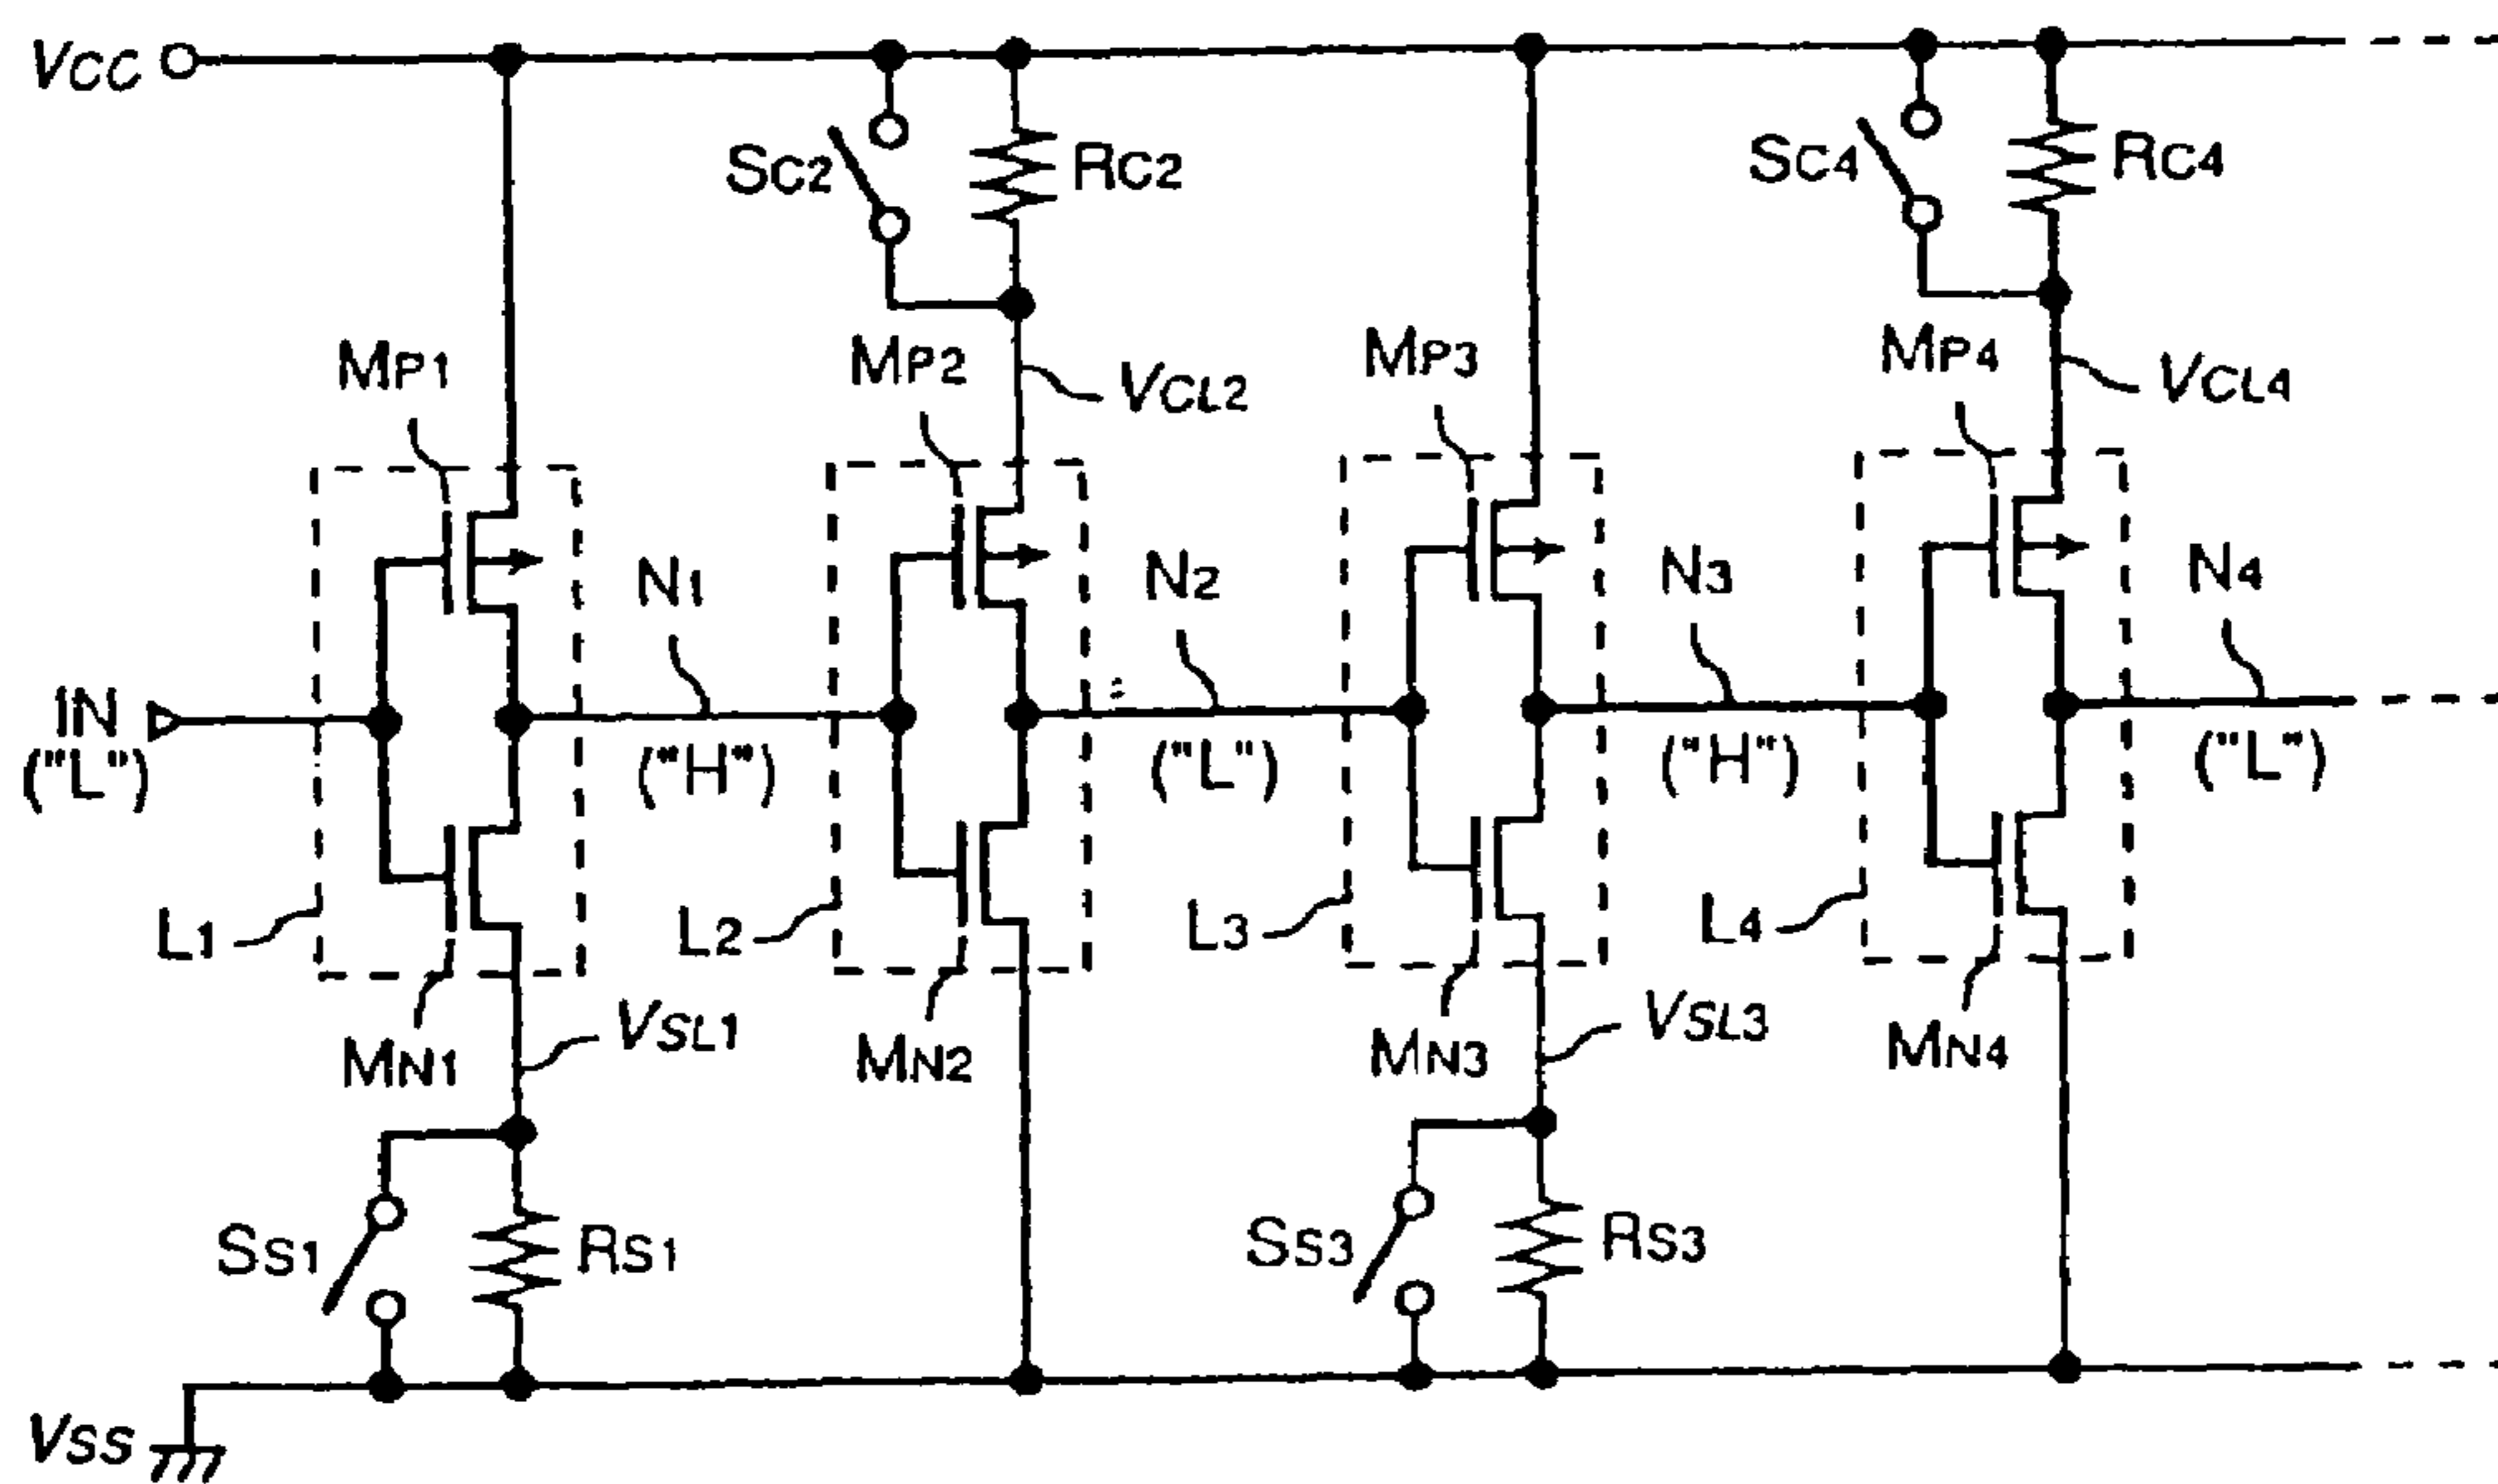 VCC
SC2
RC2
SC4
RC4
MP1
MP2
VCL2
MP3
MP4
VCL4
N1
N2
N3
N4
IN
("L")
("H")
("L")
("H")
("L")
L1
L2
L3
L4
MN1
VSL1
MN2
MN3
VSL3
MN4
SS1
RS1
SS3
RS3
VSS